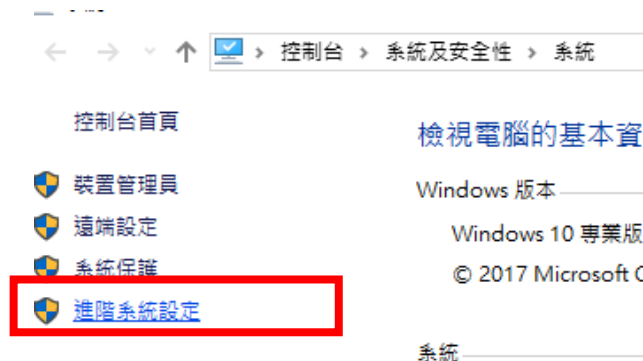 控制台 › 系統及安全性 › 系統
控制台首頁
檢視電腦的基本資
裝置管理員
Windows 版本
遠端設定
Windows 10 專業版
系統保護
© 2017 Microsoft C
進階系統設定
系統